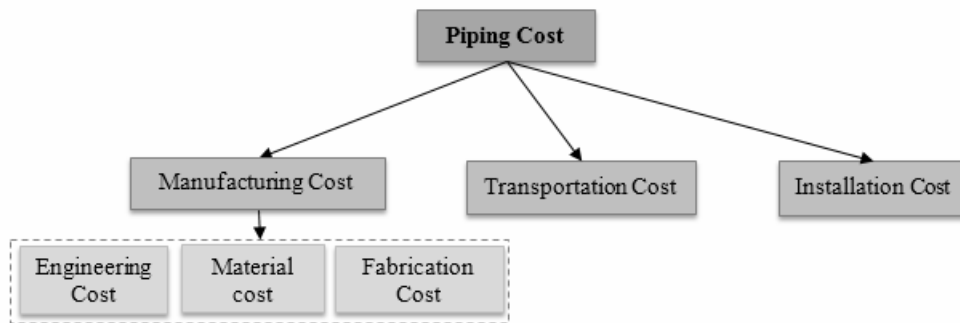 Piping Cost
Manufacturing Cost
Transportation Cost
Installation Cost
Engineering
Cost
Material
cost
Fabrication
Cost